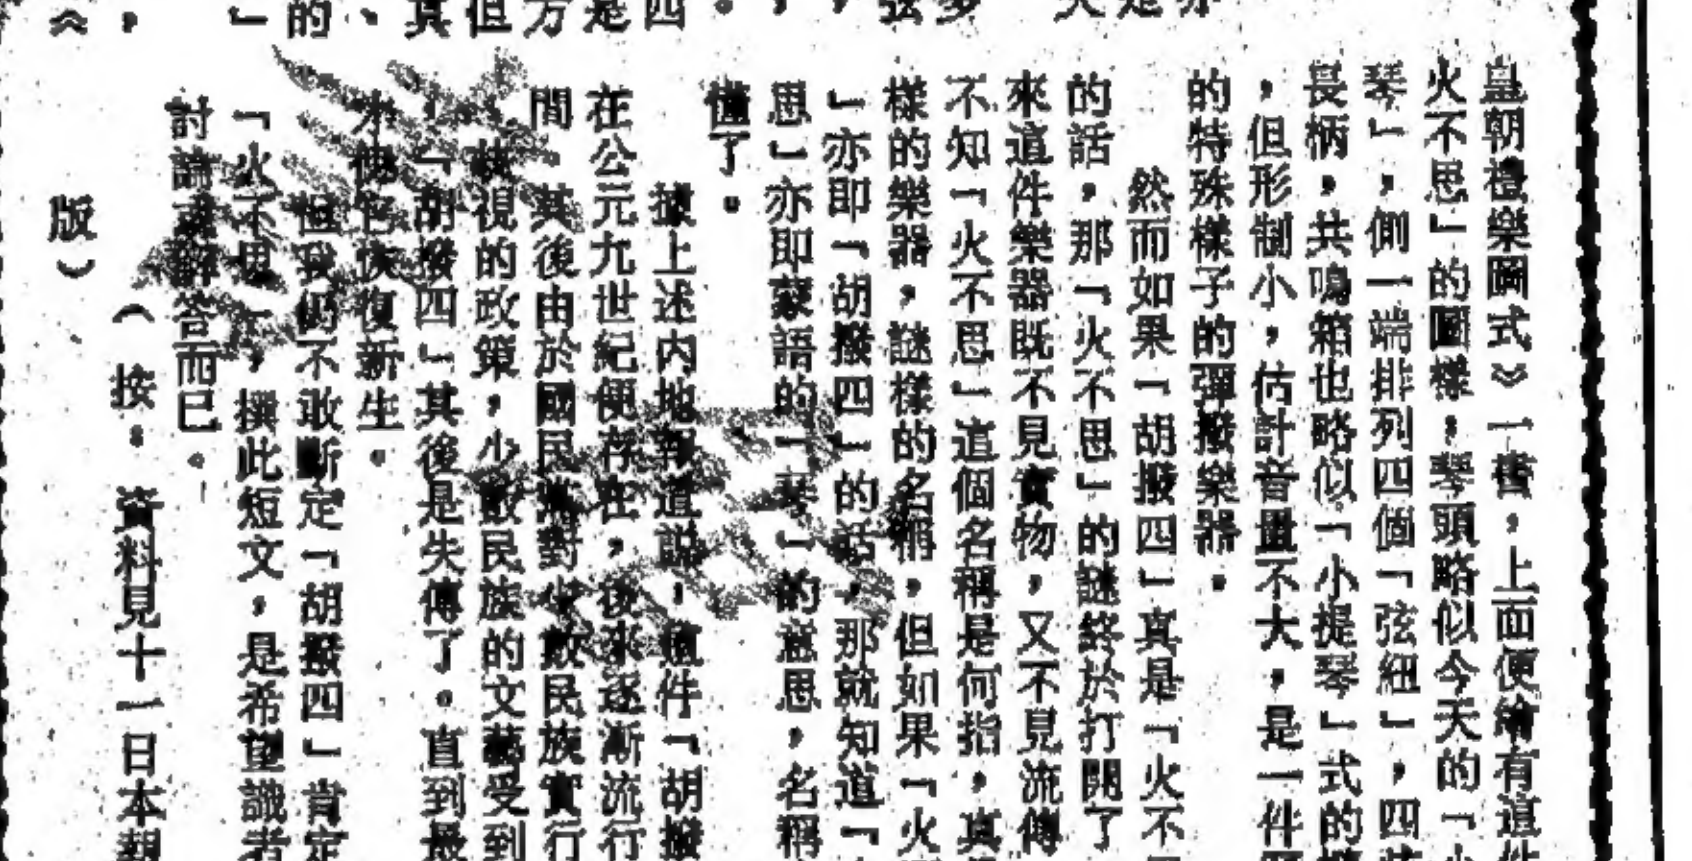 皇朝禮樂圖式》一書，上面便繪有這件
火不思」的圖樣，琴頭略似今天的「小
琴」，側一端排列四個「弦紐」，四
長柄，共鳴箱也略似「小提琴」式的
，但形制小，估計音量不大，是一件
的特殊樣子的彈撥樂器。
然而如果「胡撥四」真是「火不
的話，那「火不思」的謎終於打開了
來這件樂器既不見實物，又不見流傳
不知「火不思」這個名稱是何指，真
樣的樂器，謎樣的名稱，但如果「火
」亦即「胡撥四」的話，那就知道「
思」亦即蒙語的「琴」的意思，名稱
懂了。
據上述內地報道說，這件「胡撥
在公元九世紀便存在，後來逐漸流行
間，其後由於國民黨對少數民族實行
歧視的政策，少數民族的文藝受到
，「胡撥四」其後是失傳了。直到最
才使它恢復新生。
但我仍不敢斷定「胡撥四」肯定
「火不思」，撰此短文，是希望識者
討論或解答而已。
（按：資料見十一日本報
版）